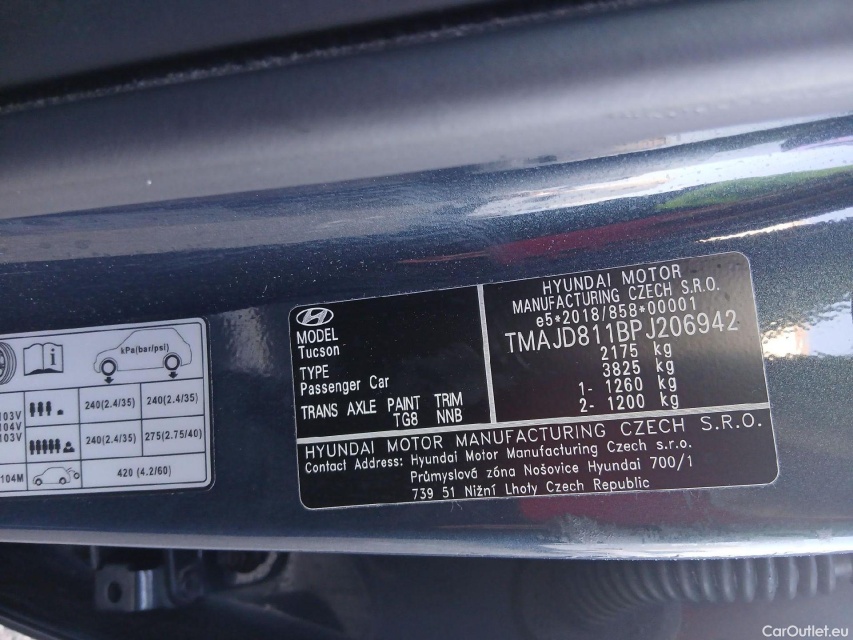 kPa(bar/psi)
103V
104V
103V
240(2.4/35) 240(2.4/35)
240(2.4/35) 275(2.75/40)
104M
420 (4.2/60)
MODEL
Tucson
TYPE
Passenger Car
TRANS AXLE PAINT TRIM
TG8 NNB
HYUNDAI MOTOR
MANUFACTURING CZECH S.R.O.
e5*2018/858*00001
TMAJD811BPJ206942
2175 kg
3825 kg
1- 1260 kg
2- 1200 kg
HYUNDAI MOTOR MANUFACTURING CZECH S.R.O.
Contact Address: Hyundai Motor Manufacturing Czech s.r.o.
Průmyslová zóna Nošovice Hyundai 700/1
739 51 Nižní Lhoty Czech Republic
CarOutlet.eu